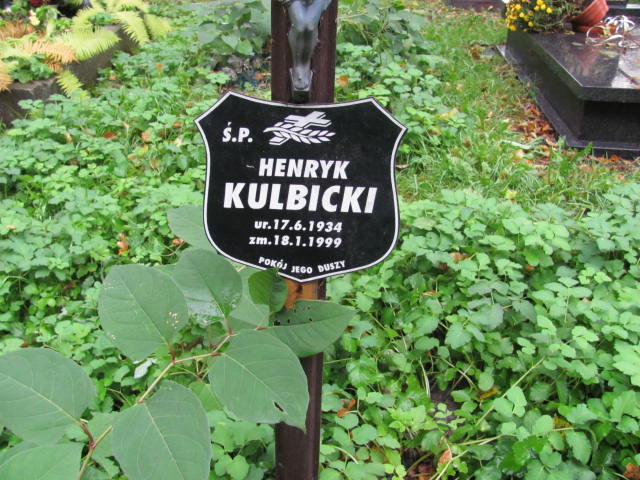 Ś.P.
HENRYK
KULBICKI
ur.17.6.1934
zm.18.1.1999
POKÓJ JEGO DUSZY